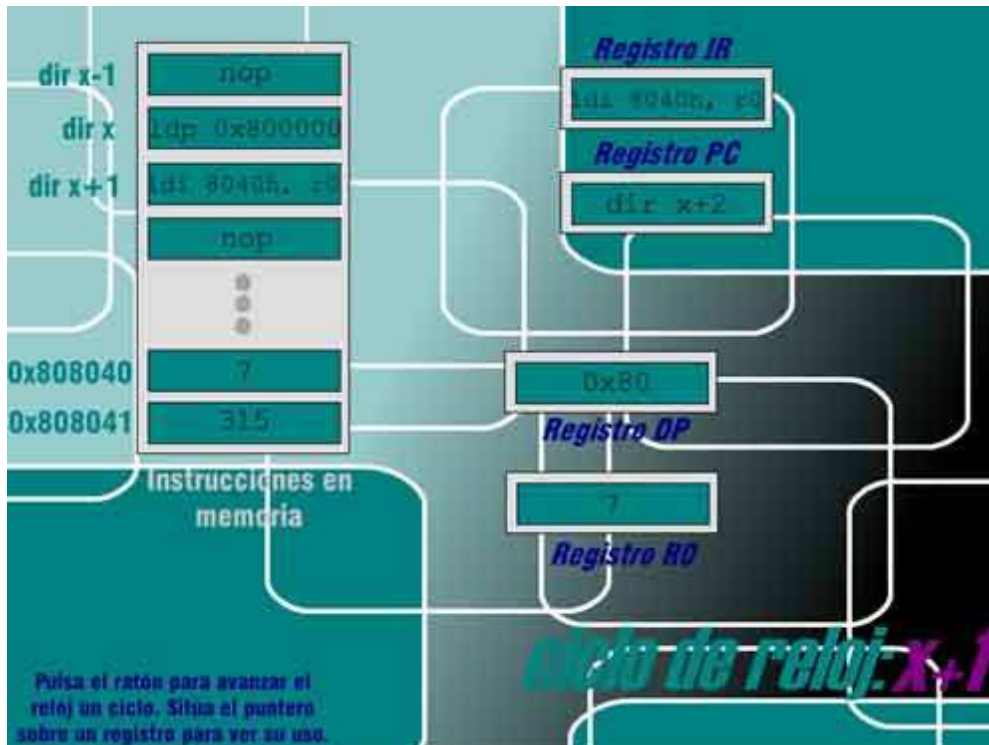 dir x-1
nop
dir x
ldp 0x800000
dir x+1
ldi 8040h, r0
nop
0x808040
7
0x808041
315
Instrucciones en
memoria
Registro IR
ldi 8040h, r0
Registro PC
dir x+2
0x80
Registro DP
7
Registro R0
ciclo de reloj: x+1
Pulsa el ratón para avanzar el
reloj un ciclo. Situa el puntero
sobre un registro para ver su uso.